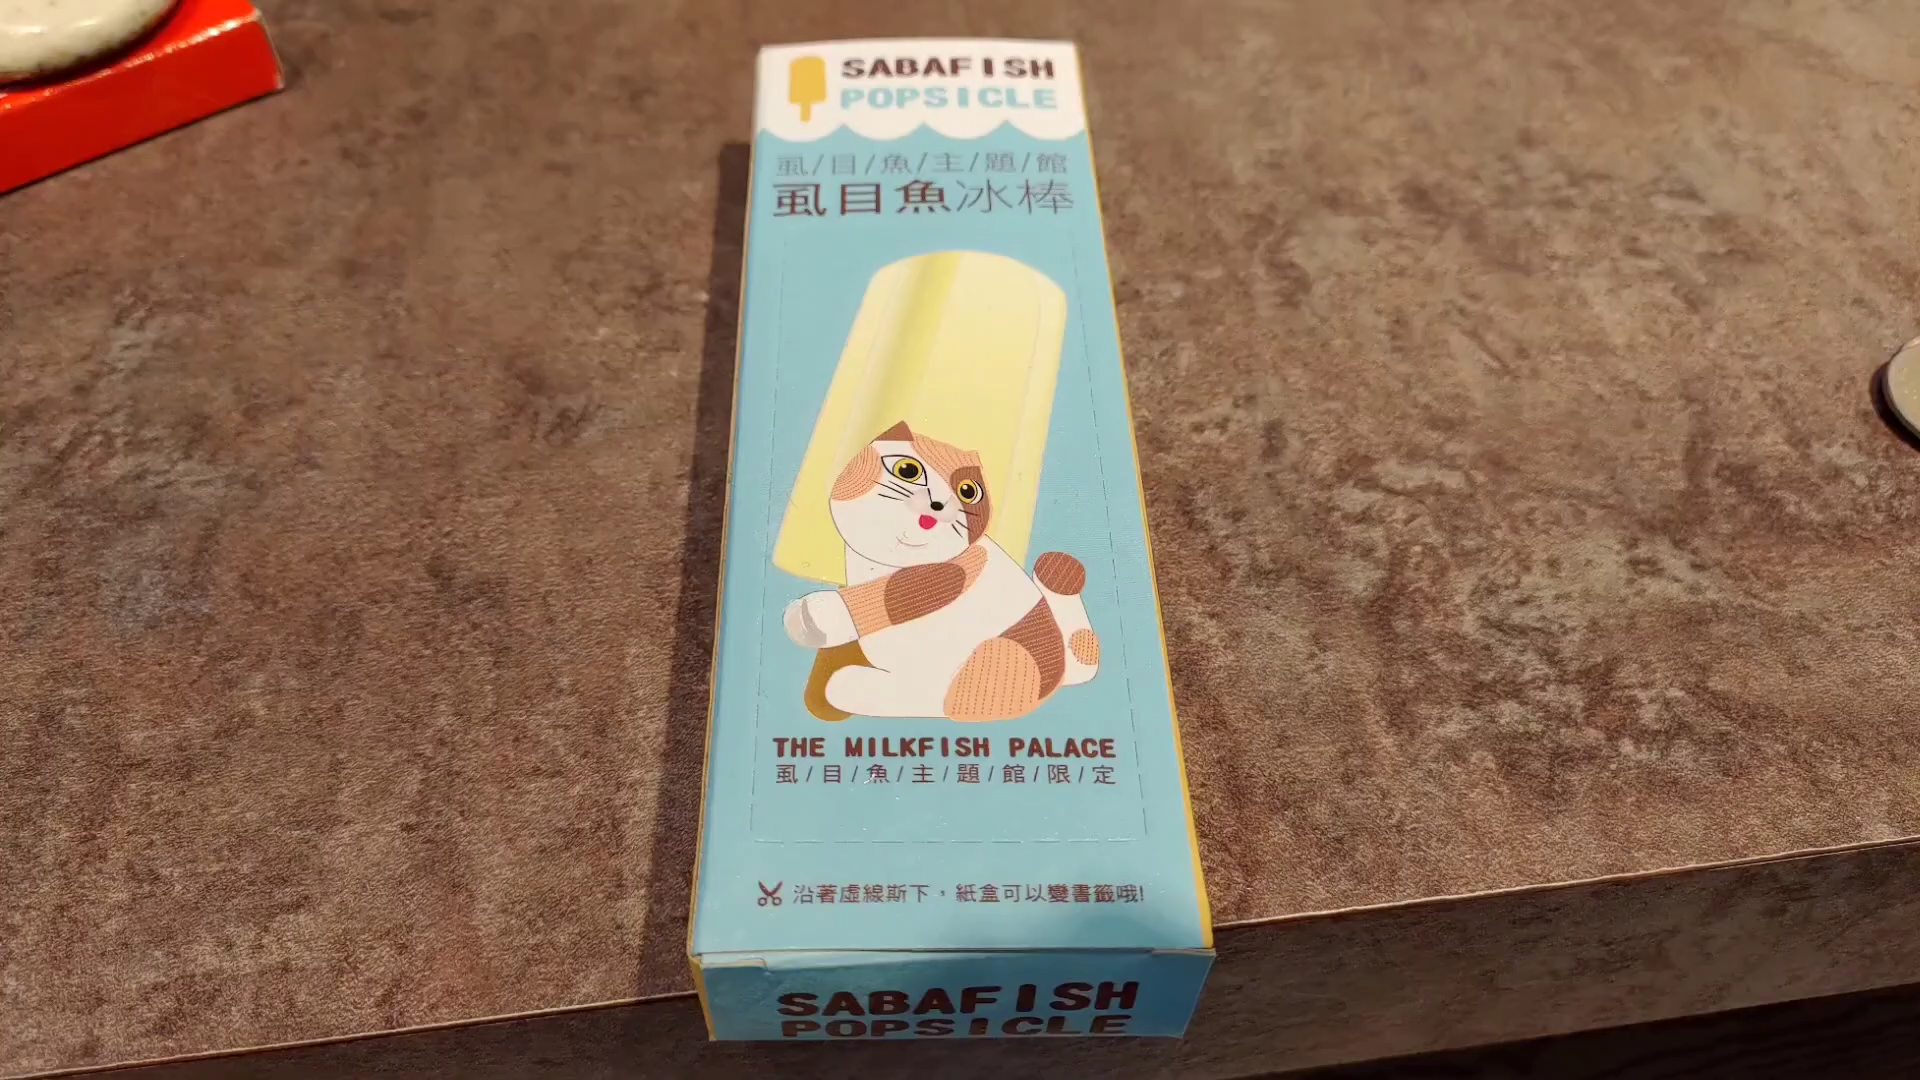 SABAFISH
POPSICLE
虱/目/魚/主/題/館
虱目魚冰棒
THE MILKFISH PALACE
虱/目/魚/主/題/館/限/定
沿著虛線斯下，紙盒可以變書籤哦!
SABAFISH
POPSICLE